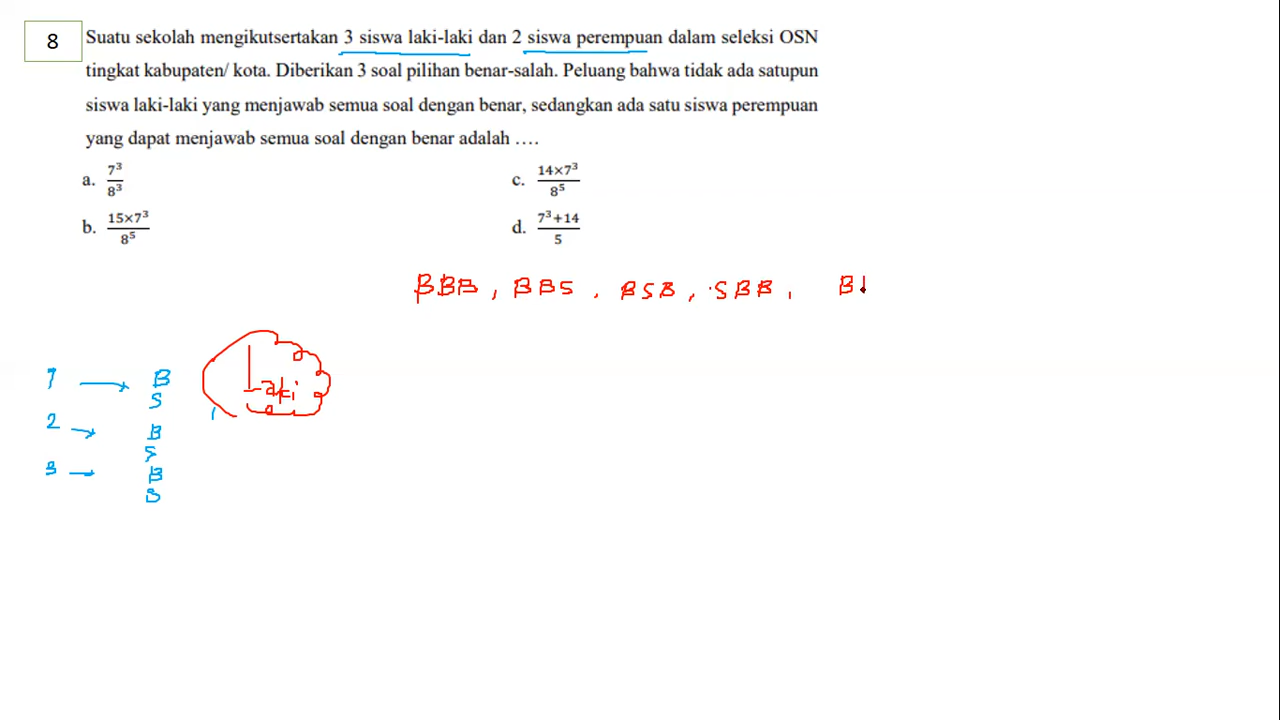 8
Suatu sekolah mengikutsertakan 3 siswa laki-laki dan 2 siswa perempuan dalam seleksi OSN
tingkat kabupaten/ kota. Diberikan 3 soal pilihan benar-salah. Peluang bahwa tidak ada satupun
siswa laki-laki yang menjawab semua soal dengan benar, sedangkan ada satu siswa perempuan
yang dapat menjawab semua soal dengan benar adalah ….
a. 7³/8³
c. 14×7³/8⁵
b. 15×7³/8⁵
d. 7³+14/5
BBB, BBS, BSB, SBB, B
1 → B
S
Laki
2 → B
S
3 → B
S